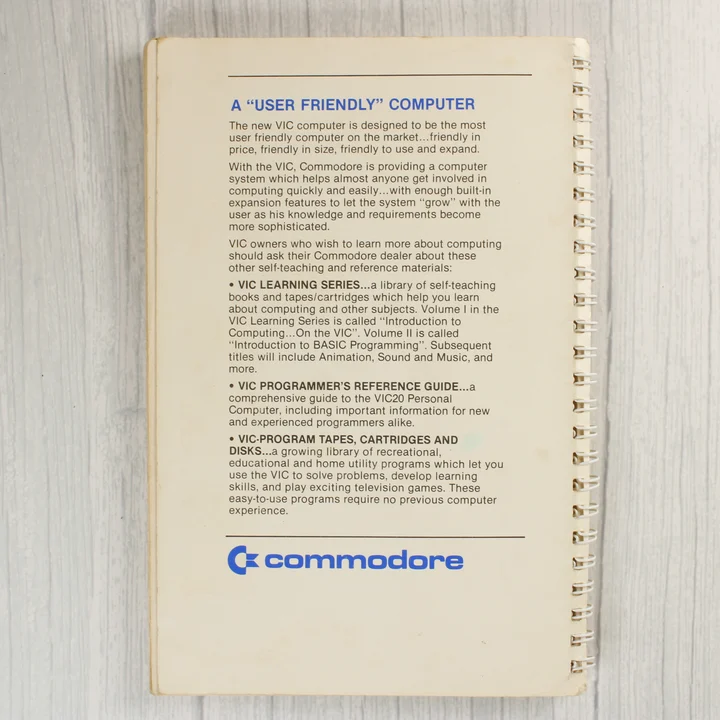 A “USER FRIENDLY” COMPUTER
The new VIC computer is designed to be the most
user friendly computer on the market...friendly in
price, friendly in size, friendly to use and expand.
With the VIC, Commodore is providing a computer
system which helps almost anyone get involved in
computing quickly and easily...with enough built-in
expansion features to let the system “grow” with the
user as his knowledge and requirements become
more sophisticated.
VIC owners who wish to learn more about computing
should ask their Commodore dealer about these
other self-teaching and reference materials:
• VIC LEARNING SERIES...a library of self-teaching
books and tapes/cartridges which help you learn
about computing and other subjects. Volume I in the
VIC Learning Series is called “Introduction to
Computing...On the VIC”. Volume II is called
“Introduction to BASIC Programming”. Subsequent
titles will include Animation, Sound and Music, and
more.
• VIC PROGRAMMER’S REFERENCE GUIDE...a
comprehensive guide to the VIC20 Personal
Computer, including important information for new
and experienced programmers alike.
• VIC-PROGRAM TAPES, CARTRIDGES AND
DISKS...a growing library of recreational,
educational and home utility programs which let you
use the VIC to solve problems, develop learning
skills, and play exciting television games. These
easy-to-use programs require no previous computer
experience.
commodore